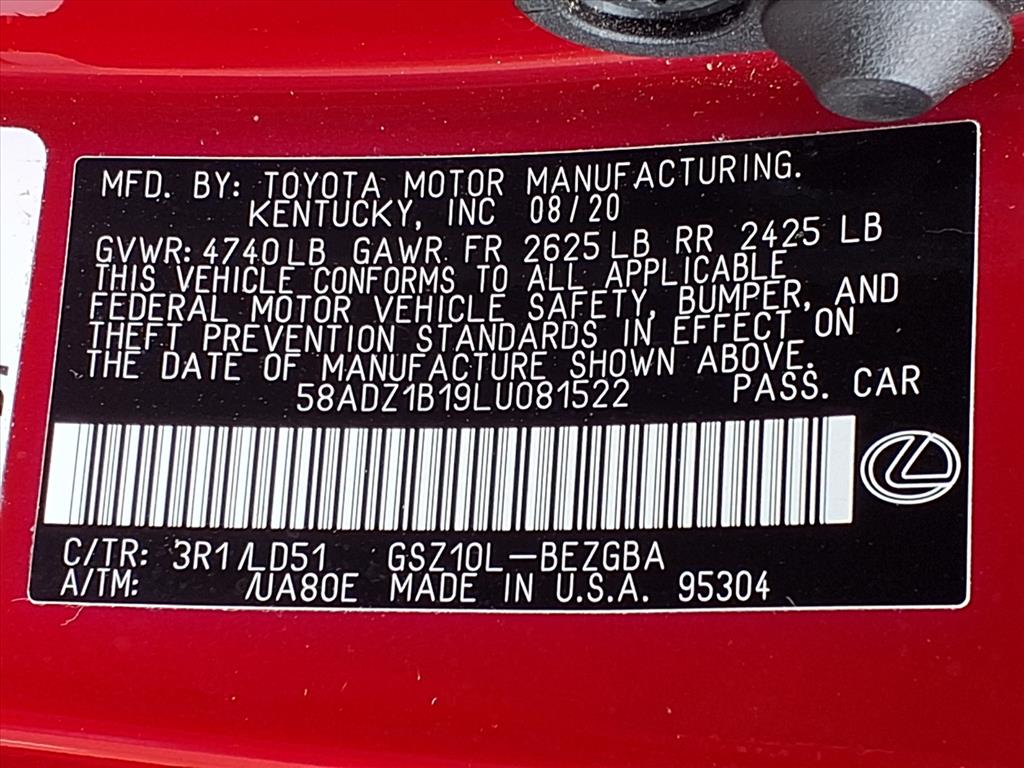 MFD. BY: TOYOTA MOTOR MANUFACTURING.
KENTUCKY, INC 08/20
GVWR: 4740LB GAWR FR 2625LB RR 2425 LB
THIS VEHICLE CONFORMS TO ALL APPLICABLE
FEDERAL MOTOR VEHICLE SAFETY, BUMPER, AND
THEFT PREVENTION STANDARDS IN EFFECT ON
THE DATE OF MANUFACTURE SHOWN ABOVE.
58ADZ1B19LU081522 PASS. CAR
C/TR: 3R1/LD51 GSZ10L-BEZGBA
A/TM: /UA80E MADE IN U.S.A. 95304